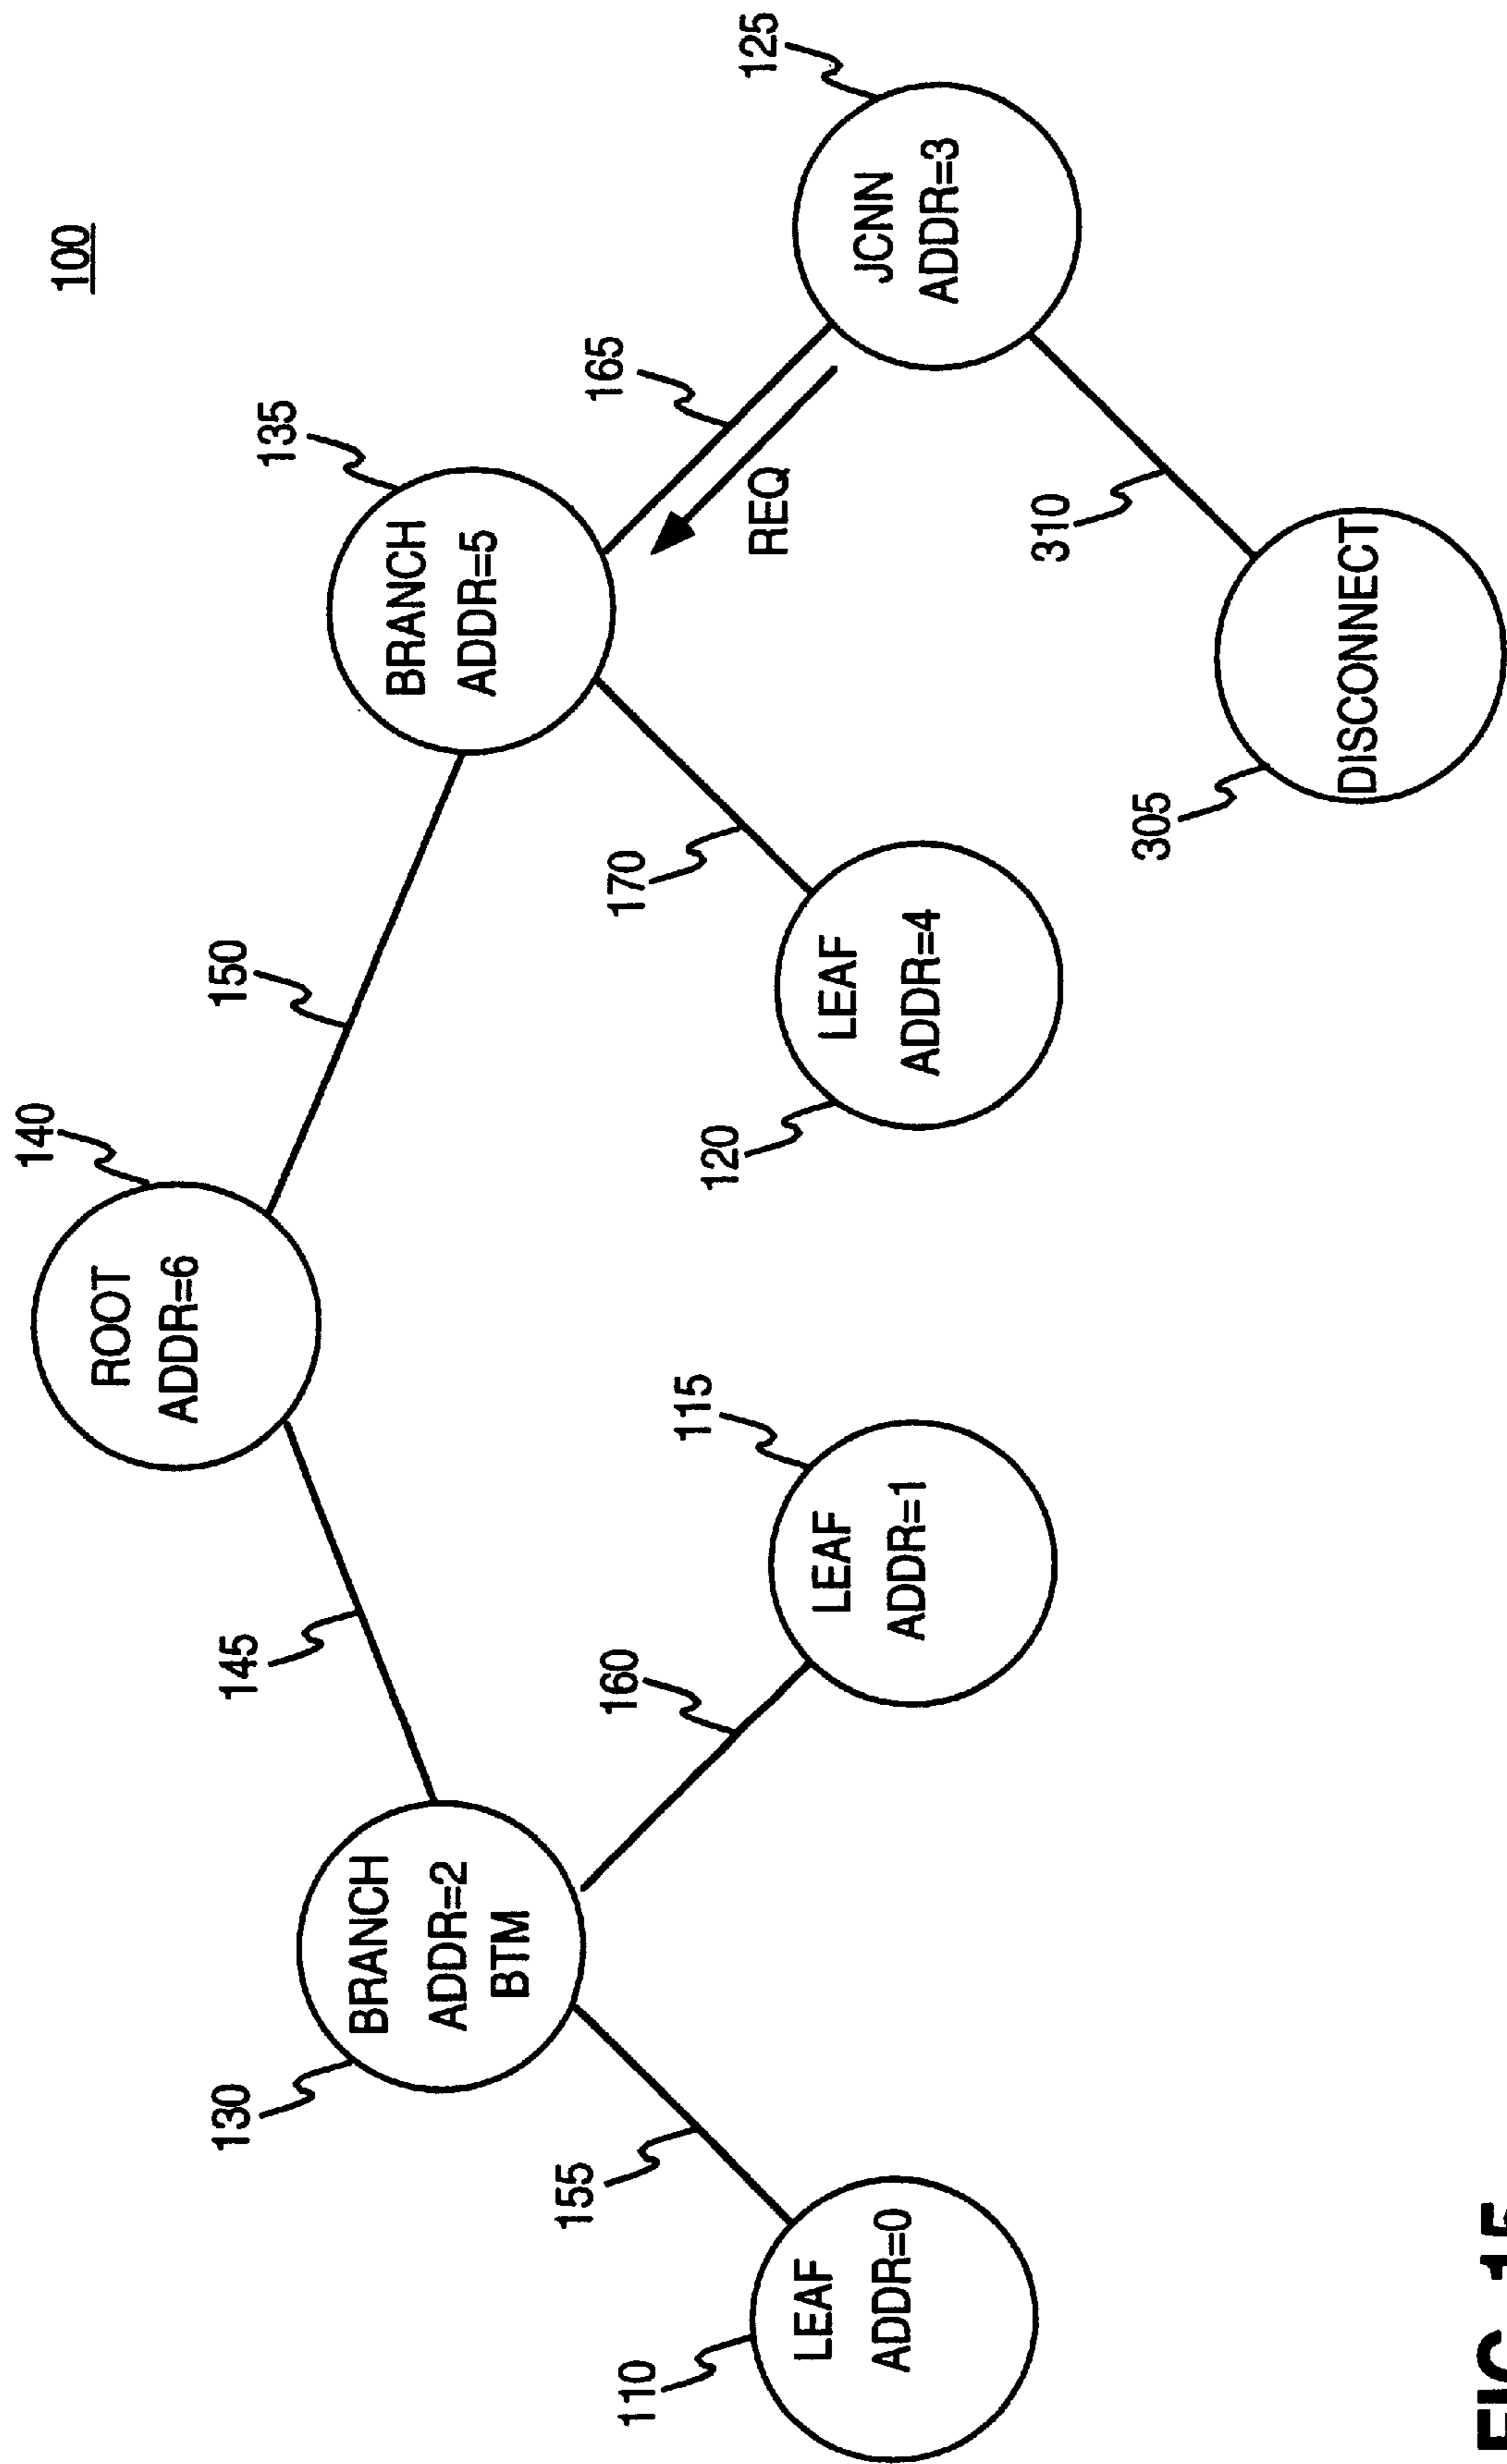 100
140
ROOT
ADDR=6
145
150
130
BRANCH
ADDR=2
BTM
135
BRANCH
ADDR=5
155
160
170
165
REQ
110
LEAF
ADDR=0
115
LEAF
ADDR=1
120
LEAF
ADDR=4
125
JCNN
ADDR=3
310
305
DISCONNECT